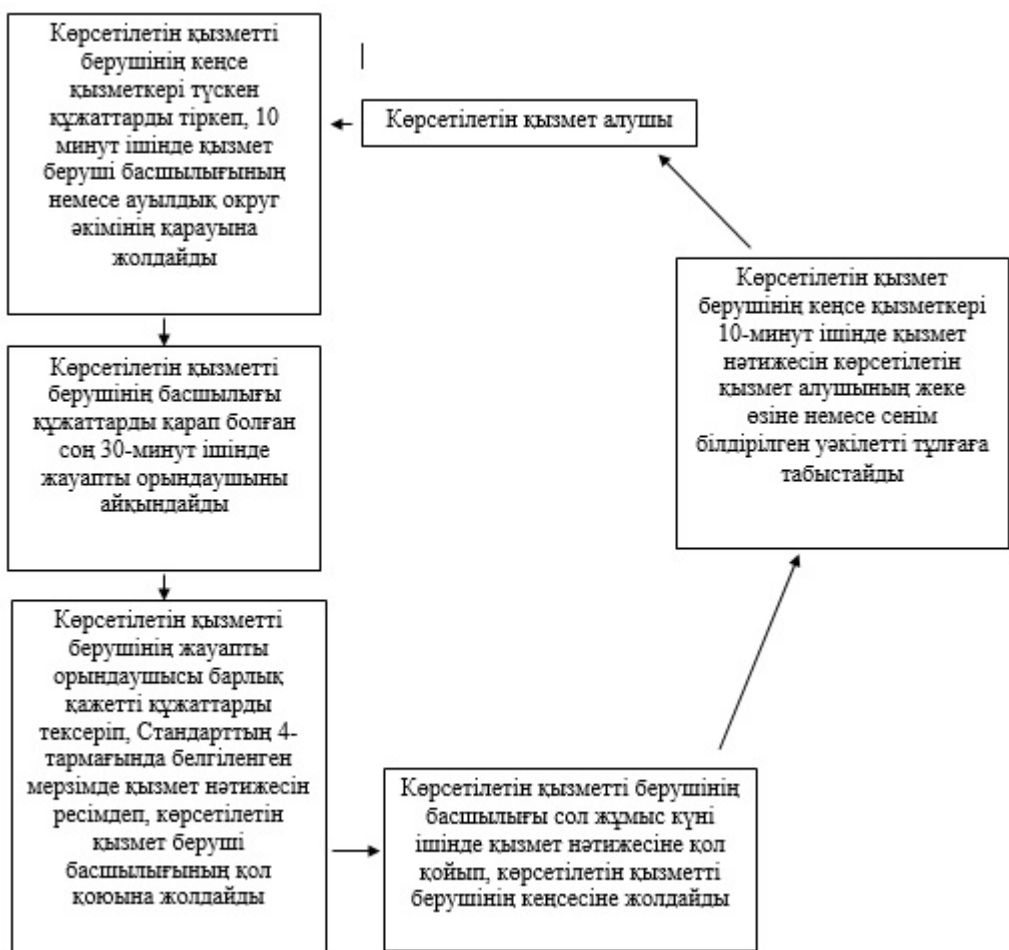 Көрсетілетін қызметті
берушінің кеңсе
қызметкері түскен
құжаттарды тіркеп, 10
минут ішінде қызмет
беруші басшылығының
немесе ауылдық округ
әкімінің қарауына
жолдайды
Көрсетілетін қызмет алушы
Көрсетілетін қызмет
берушінің кеңсе қызметкері
10-минут ішінде қызмет
нәтижесін көрсетілетін
қызмет алушының жеке
өзіне немесе сенім
білдірілген уәкілетті тұлғаға
табыстайды
Көрсетілетін қызметті
берушінің басшылығы
құжаттарды қарап болған
соң 30-минут ішінде
жауапты орындаушыны
айқындайды
Көрсетілетін қызметті
берушінің жауапты
орындаушысы барлық
қажетті құжаттарды
тексеріп, Стандарттың 4-
тармағында белгіленген
мерзімде қызмет нәтижесін
ресімдеп, көрсетілетін
қызмет беруші
басшылығының қол
қоюына жолдайды
Көрсетілетін қызметті берушінің
басшылығы сол жұмыс күні
ішінде қызмет нәтижесіне қол
қойып, көрсетілетін қызметті
берушінің кеңсесіне жолдайды